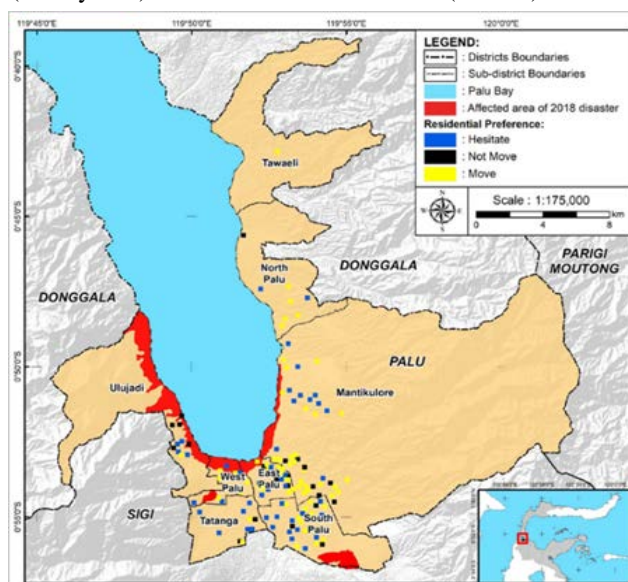 119°45'0"E
119°50'0"E
119°55'0"E
120°0'0"E
0°40'0"S
0°45'0"S
0°50'0"S
0°55'0"S
LEGEND:
: Districts Boundaries
: Sub-district Boundaries
: Palu Bay
: Affected area of 2018 disaster
Residential Preference:
: Hesitate
: Not Move
: Move
N
W
E
S
Scale : 1:175,000
0 2 4 8
km
Tawaeli
North
Palu
DONGGALA
PARIGI
MOUTONG
DONGGALA
PALU
Ulujadi
Mantikulore
West
Palu
East
Palu
SIGI
Tatanga
South
Palu